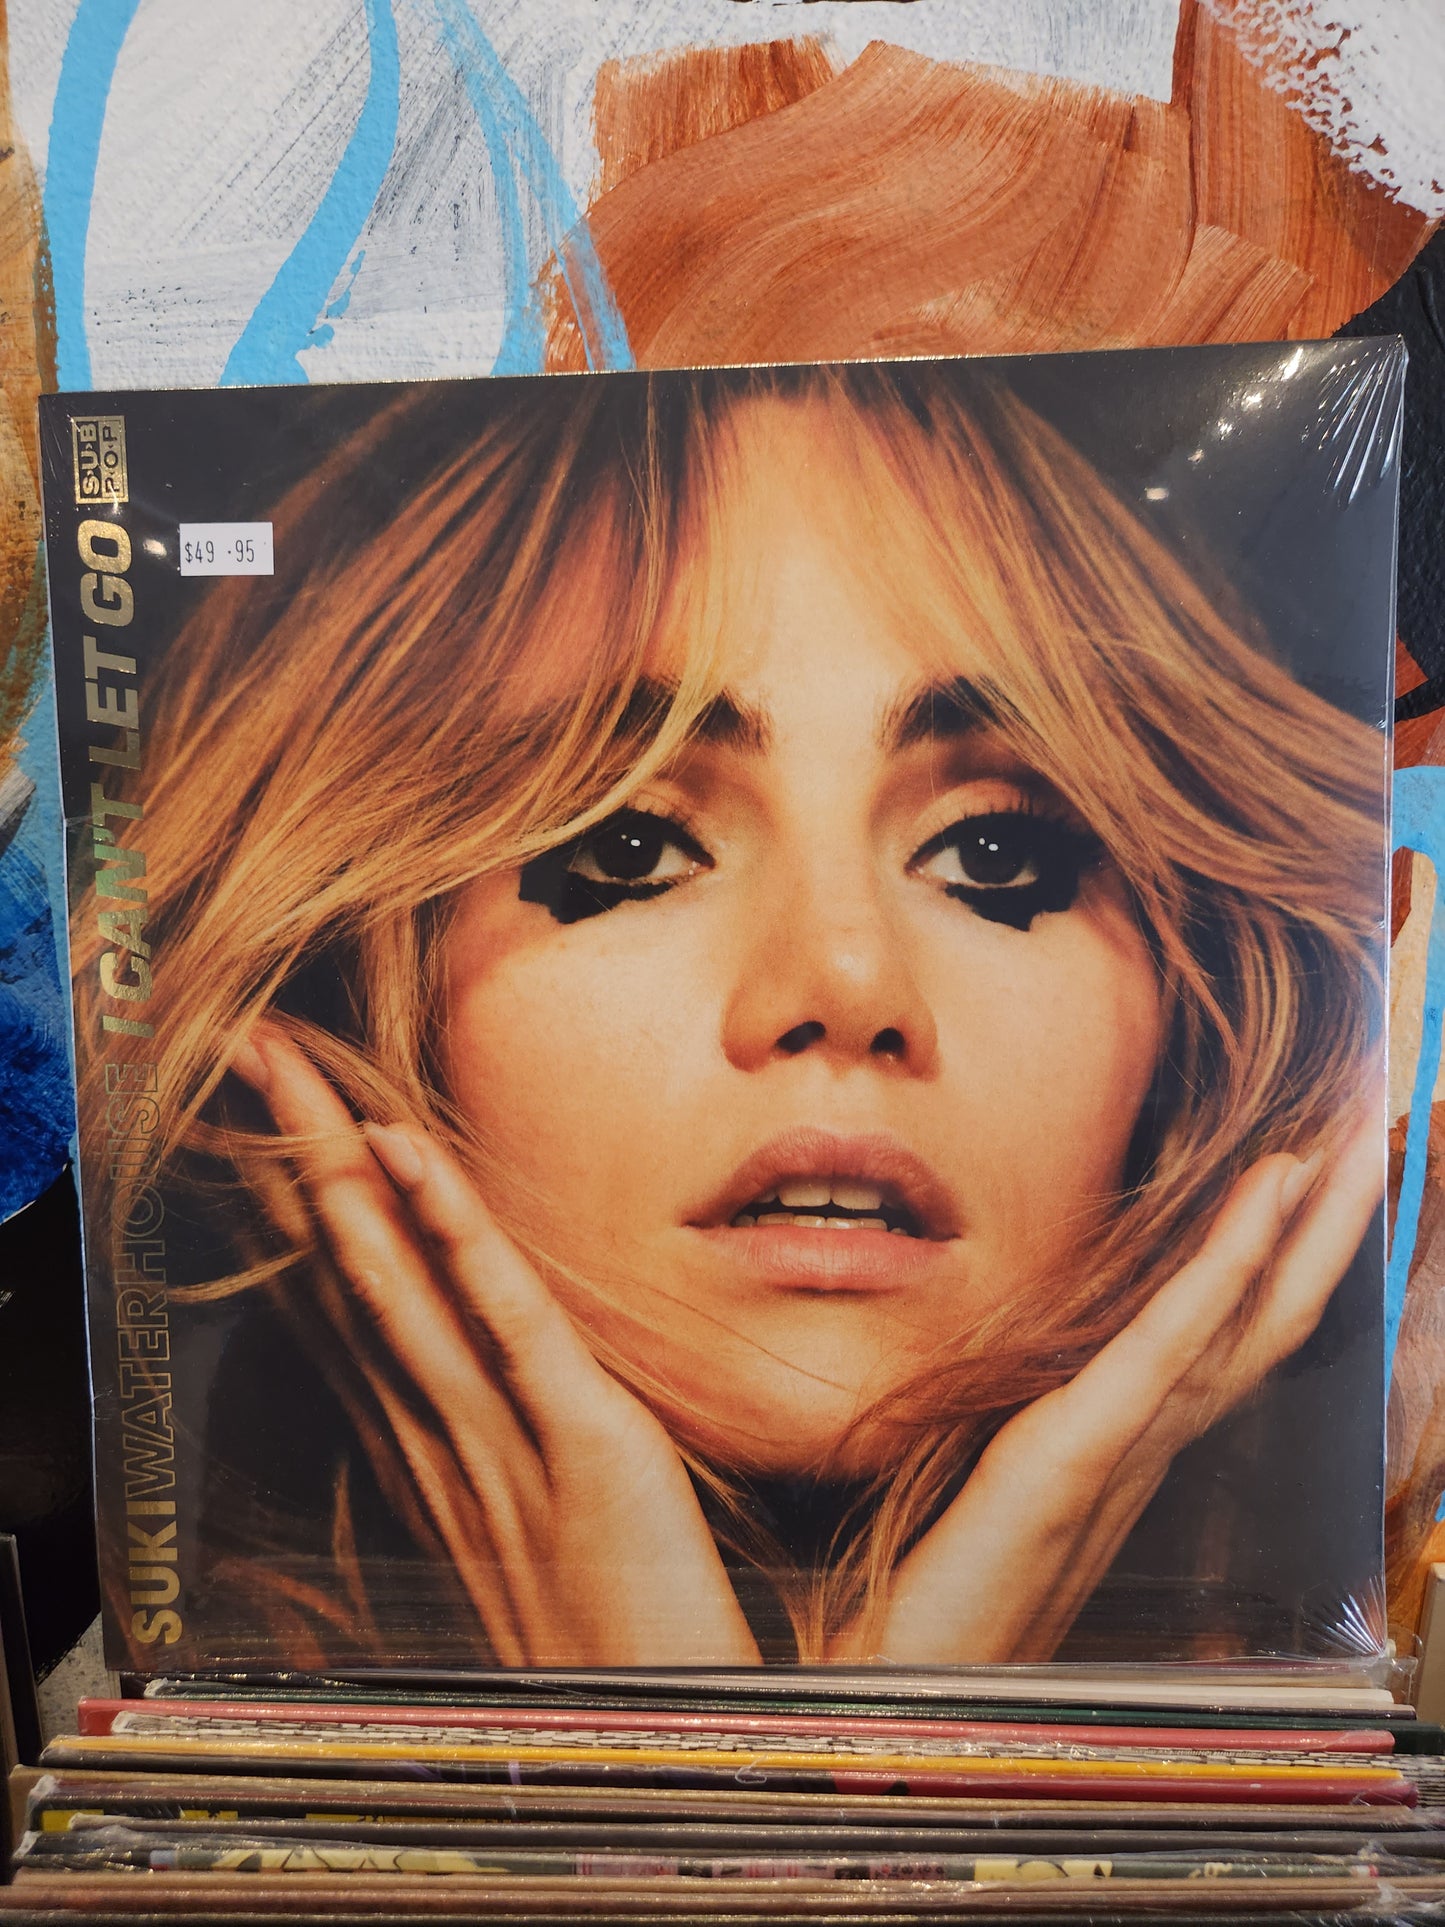 SUB
POP
$49.95
SUKI WATERHOUSE I CAN'T LET GO